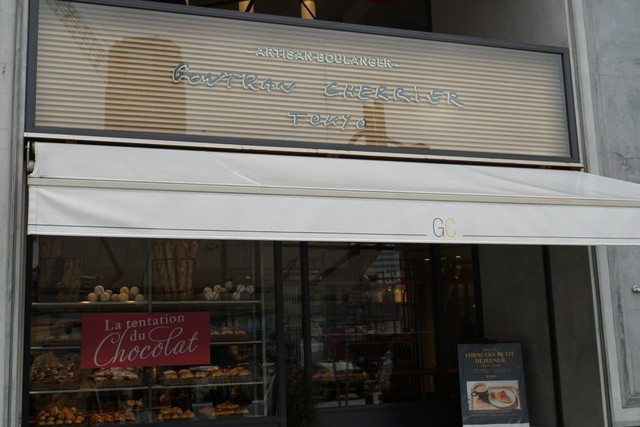 -ARTISAN-BOULANGER-
GONTRAN CHERRIER
TOKYO
GC
La tentation
du
Chocolat
FORMULES PETIT
DÉJEUNER